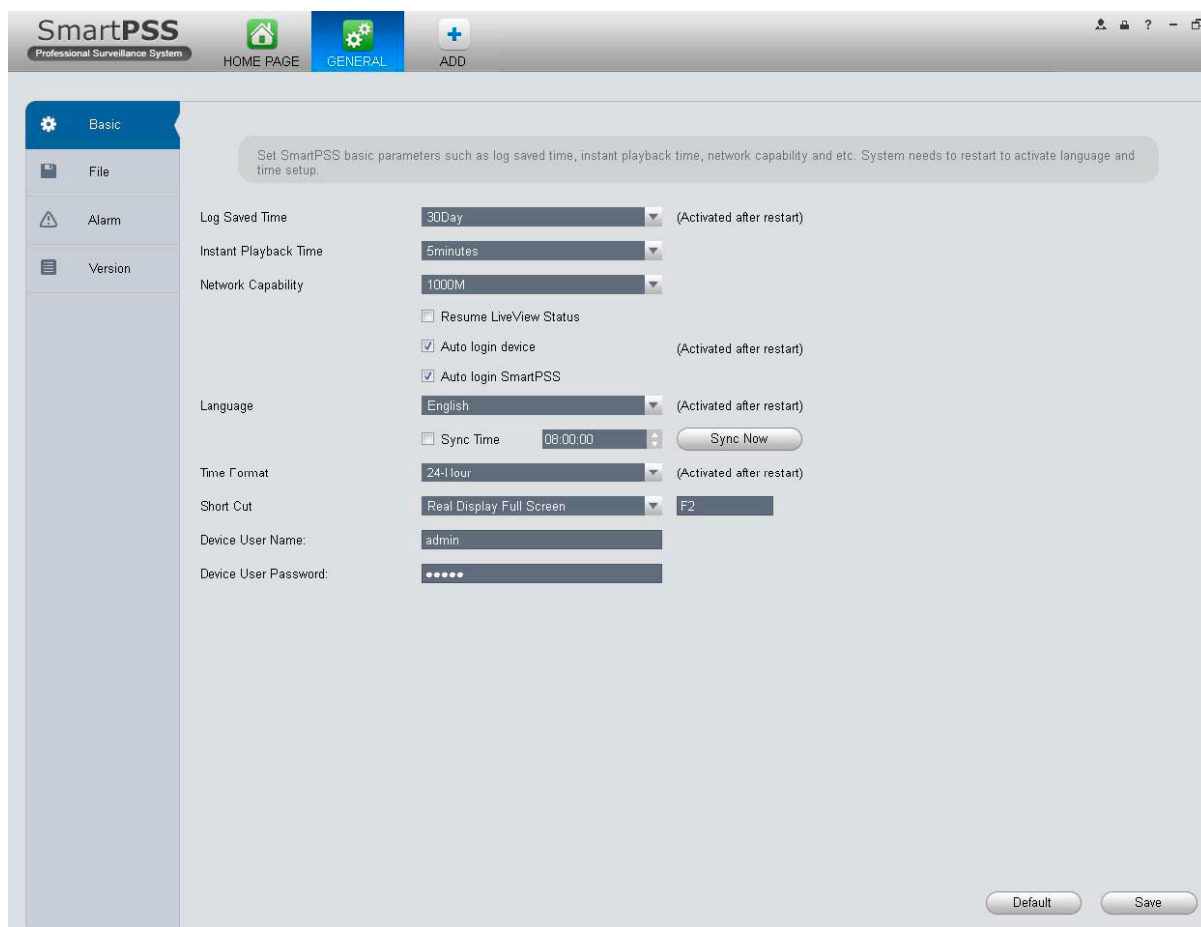 SmartPSS
Professional Surveillance System
HOME PAGE
GENERAL
ADD
?
Basic
File
Alarm
Version
Set SmartPSS basic parameters such as log saved time, instant playback time, network capability and etc. System needs to restart to activate language and
time setup.
Log Saved Time 30Day (Activated after restart)
Instant Playback Time 5minutes
Network Capability 1000M
Resume LiveView Status
Auto login device (Activated after restart)
Auto login SmartPSS
Language English (Activated after restart)
Sync Time 08:00:00 Sync Now
Time Format 24-Hour (Activated after restart)
Short Cut Real Display Full Screen F2
Device User Name: admin
Device User Password: •••••
Default Save